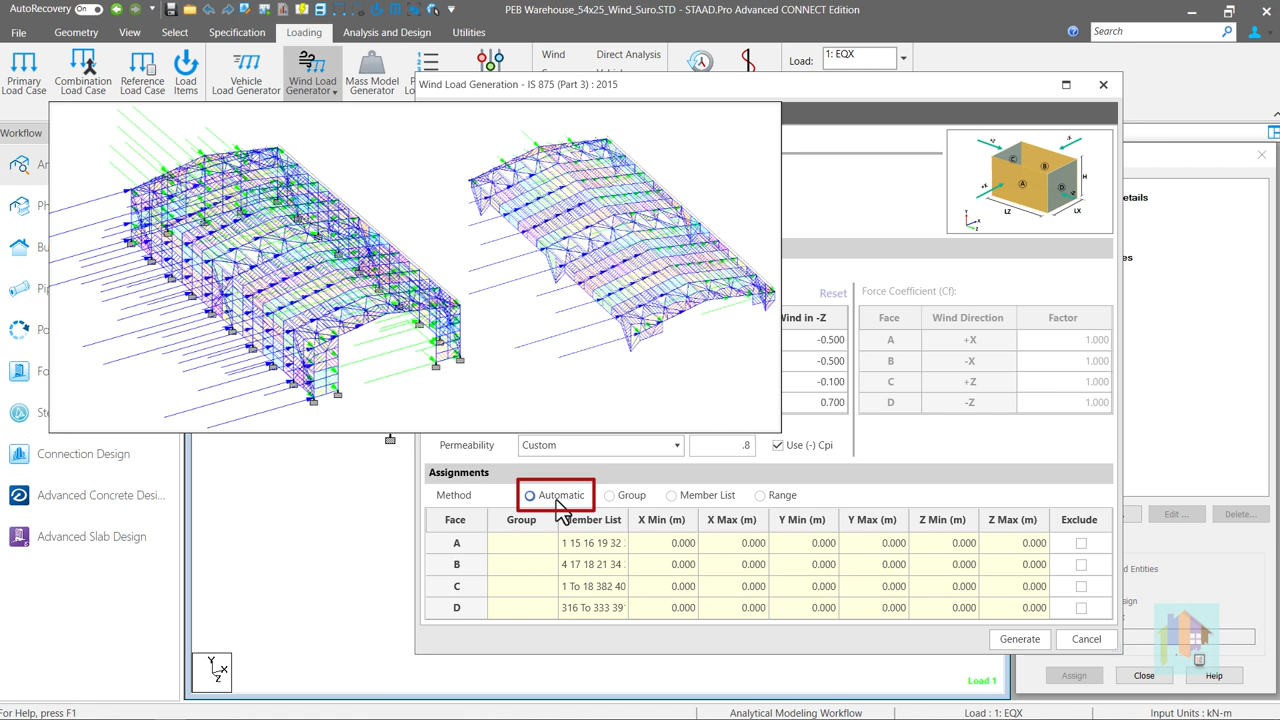 AutoRecovery On PEB Warehouse_54x25_Wind_Suro.STD - STAAD.Pro Advanced CONNECT Edition
File Geometry View Select Specification Loading Analysis and Design Utilities Search
Primary Load Case
Combination Load Case
Reference Load Case
Load Items
Vehicle Load Generator
Wind Load Generator
Mass Model Generator
Wind Direct Analysis
Load: 1: EQX
Wind Load Generation - IS 875 (Part 3) : 2015
Workflow
C B A D H
+X -X +Z -Z
LZ LX
Y X Z
etails
es
Reset Force Coefficient (Cf):
Wind in -Z Face Wind Direction Factor
-0.500 A +X 1.000
-0.500 B -X 1.000
-0.100 C +Z 1.000
0.700 D -Z 1.000
Permeability Custom .8 Use (-) Cpi
Connection Design
Advanced Concrete Desi...
Advanced Slab Design
Assignments
Method Automatic Group Member List Range
Face Group Member List X Min (m) X Max (m) Y Min (m) Y Max (m) Z Min (m) Z Max (m) Exclude
A 1 15 16 19 32 0.000 0.000 0.000 0.000 0.000 0.000
B 4 17 18 21 34 0.000 0.000 0.000 0.000 0.000 0.000
C 1 To 18 382 40 0.000 0.000 0.000 0.000 0.000 0.000
D 316 To 333 39 0.000 0.000 0.000 0.000 0.000 0.000
Generate Cancel
Edit ... Delete...
Entities
sign
Assign Close Help
Y X Z
Load 1
For Help, press F1 Analytical Modeling Workflow Load : 1: EQX Input Units : kN-m